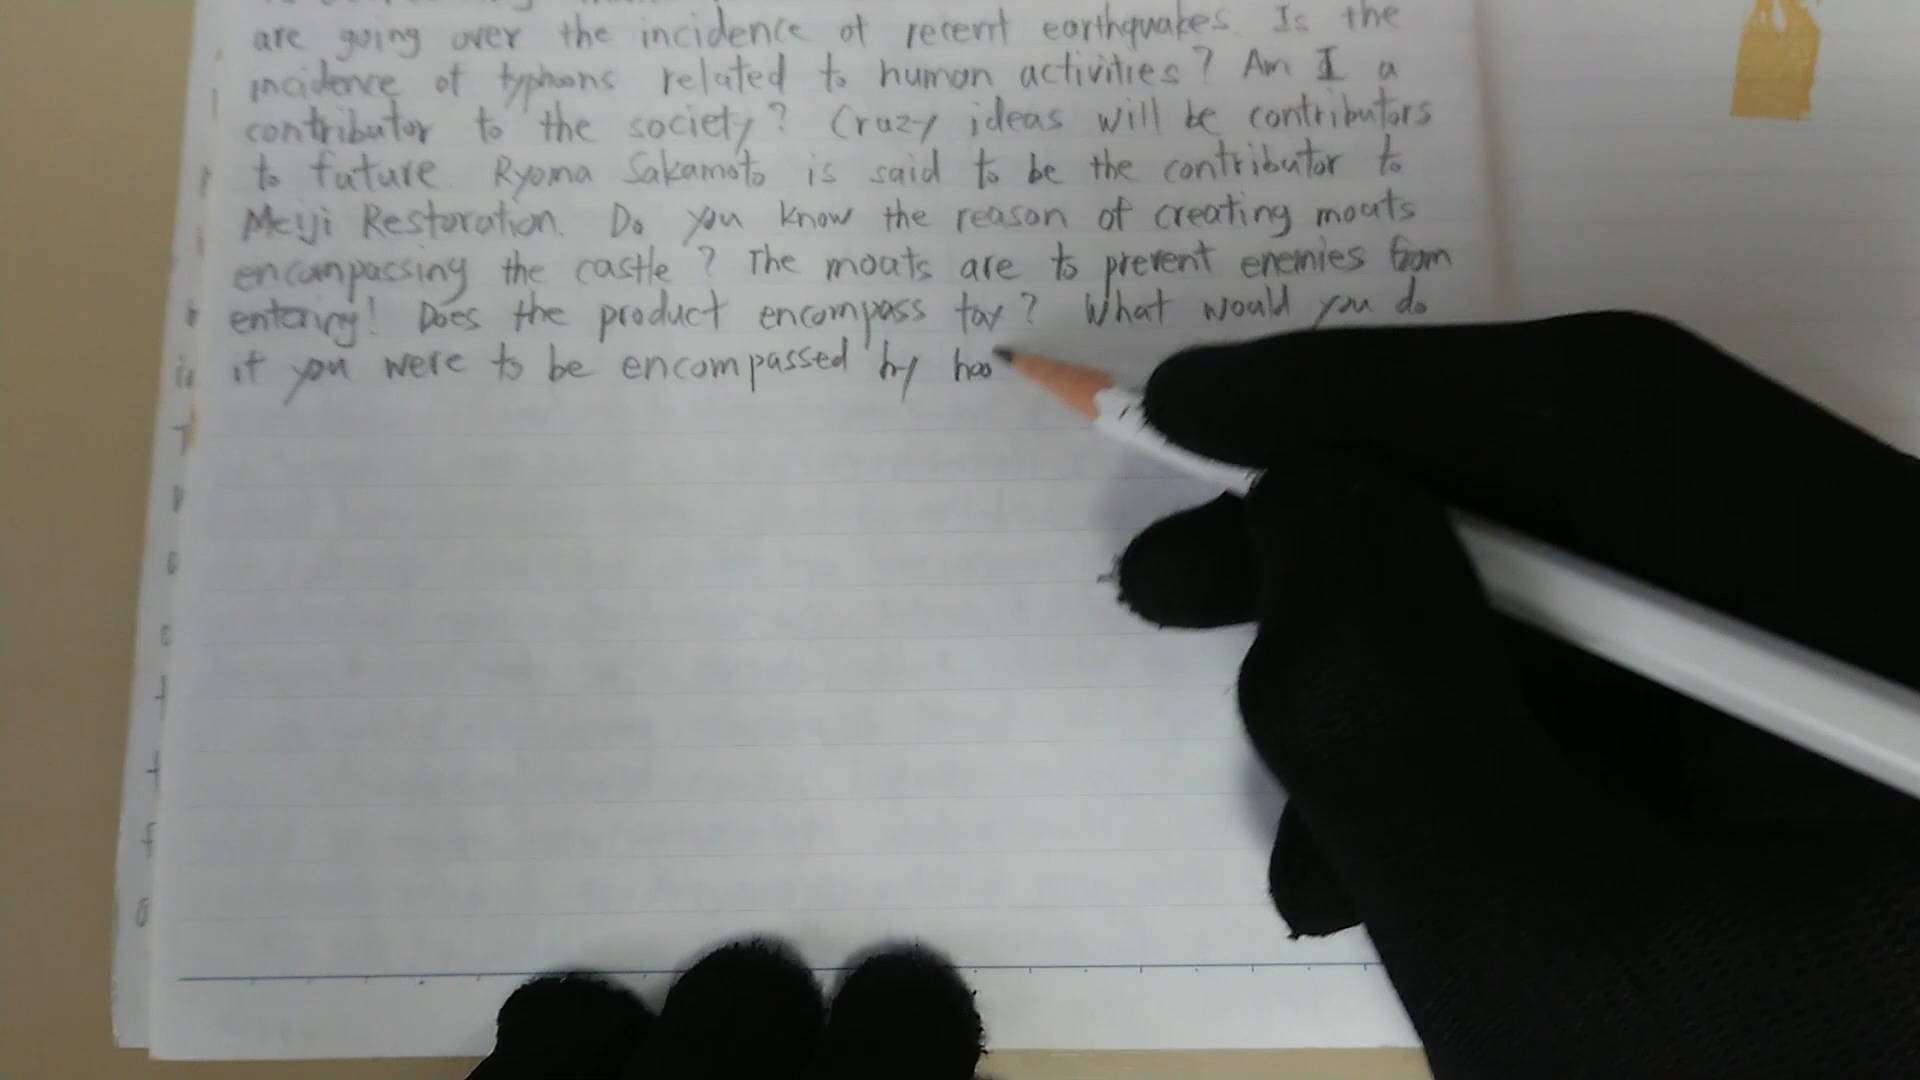 are going over the incidence of recent earthquakes. Is the
incidence of typhoons related to human activities? Am I a
contributor to the society? Crazy ideas will be contributors
to future. Ryoma Sakamoto is said to be the contributor to
Meiji Restoration. Do you know the reason of creating moats
encompassing the castle? The moats are to prevent enemies from
entering! Does the product encompass tax? What would you do
if you were to be encompassed by hoo